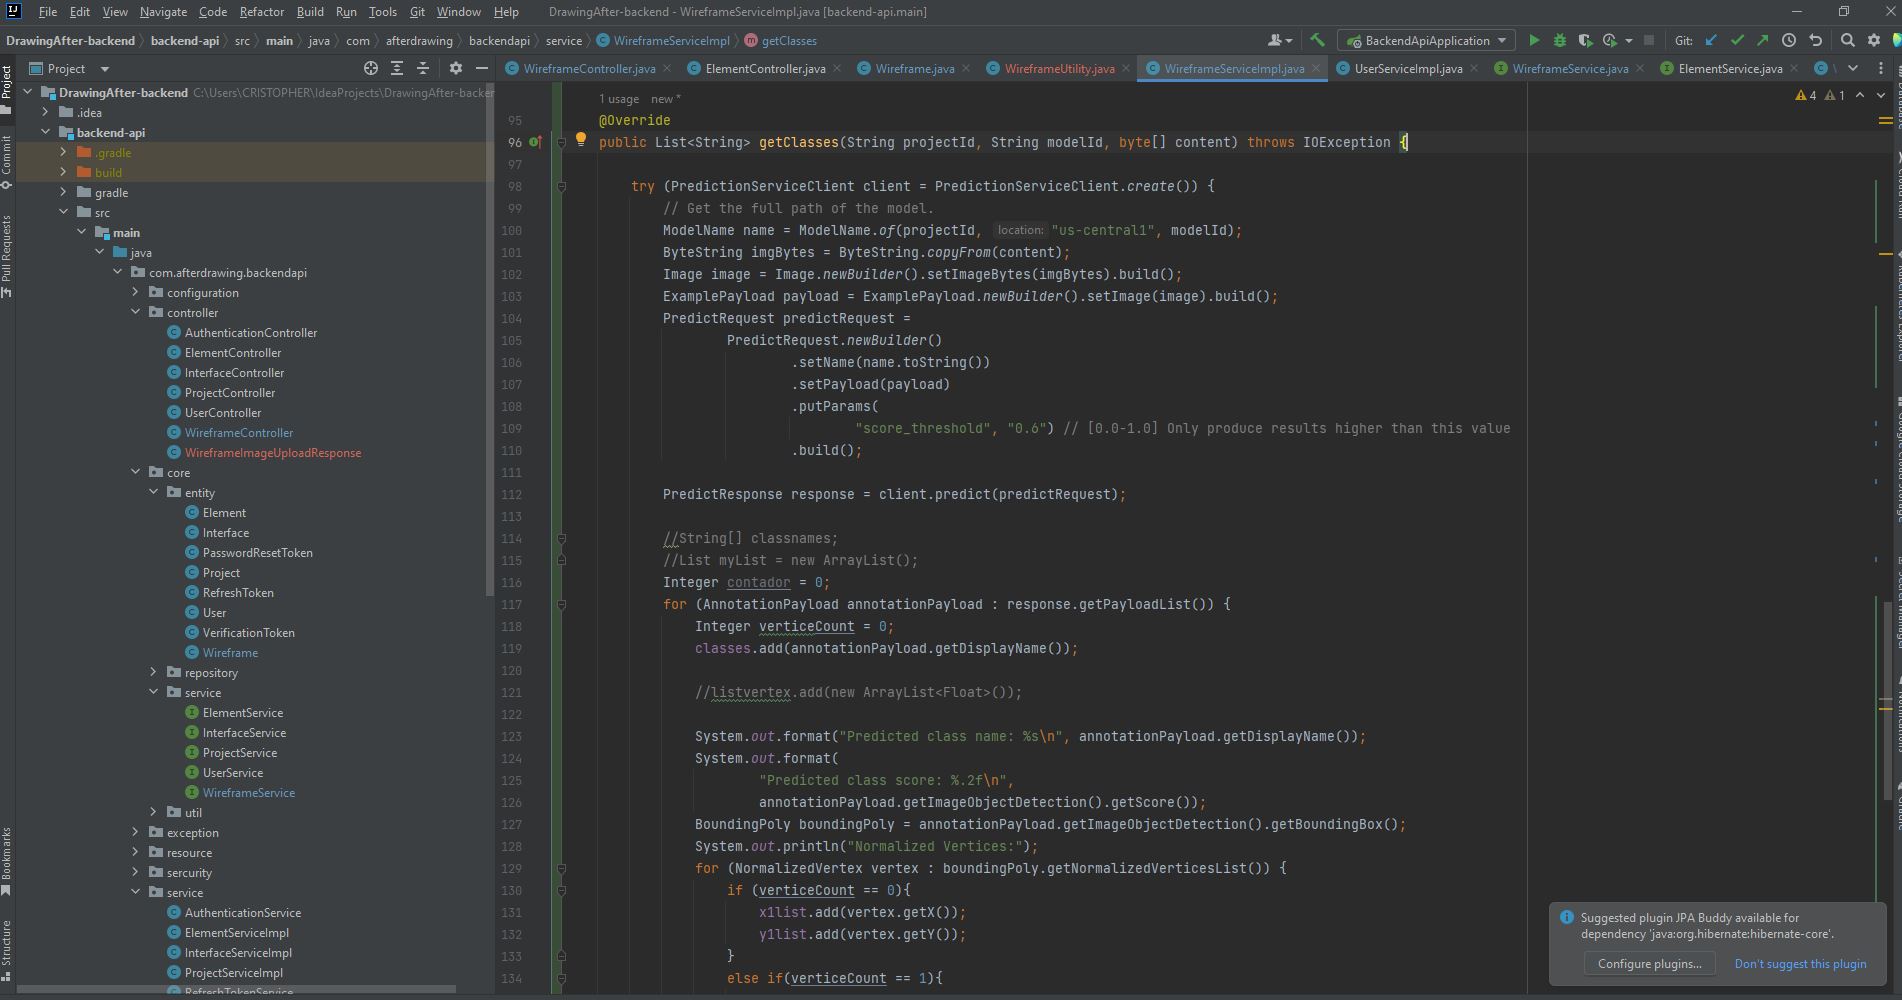 File Edit View Navigate Code Refactor Build Run Tools Git Window Help DrawingAfter-backend - WireframeServiceImpl.java [backend-api.main]
DrawingAfter-backend backend-api src main java com afterdrawing backendapi service WireframeServiceImpl getClasses BackendApiApplication Git:
Project WireframeController.java ElementController.java Wireframe.java WireframeUtility.java WireframeServiceImpl.java UserServiceImpl.java WireframeService.java ElementService.java
Project
Commit
Pull Requests
Bookmarks
Structure
DrawingAfter-backend C:\Users\CRISTOPHER\IdeaProjects\DrawingAfter-backen
.idea
backend-api
.gradle
build
gradle
src
main
java
com.afterdrawing.backendapi
configuration
controller
AuthenticationController
ElementController
InterfaceController
ProjectController
UserController
WireframeController
WireframeImageUploadResponse
core
entity
Element
Interface
PasswordResetToken
Project
RefreshToken
User
VerificationToken
Wireframe
repository
service
ElementService
InterfaceService
ProjectService
UserService
WireframeService
util
exception
resource
sercurity
service
AuthenticationService
ElementServiceImpl
InterfaceServiceImpl
ProjectServiceImpl
RefreshTokenService
1 usage new *
4 1
95 @Override
96 public List<String> getClasses(String projectId, String modelId, byte[] content) throws IOException {
97
98 try (PredictionServiceClient client = PredictionServiceClient.create()) {
99 // Get the full path of the model.
100 ModelName name = ModelName.of(projectId, location: "us-central1", modelId);
101 ByteString imgBytes = ByteString.copyFrom(content);
102 Image image = Image.newBuilder().setImageBytes(imgBytes).build();
103 ExamplePayload payload = ExamplePayload.newBuilder().setImage(image).build();
104 PredictRequest predictRequest =
105 PredictRequest.newBuilder()
106 .setName(name.toString())
107 .setPayload(payload)
108 .putParams(
109 "score_threshold", "0.6") // [0.0-1.0] Only produce results higher than this value
110 .build();
111
112 PredictResponse response = client.predict(predictRequest);
113
114 //String[] classnames;
115 //List myList = new ArrayList();
116 Integer contador = 0;
117 for (AnnotationPayload annotationPayload : response.getPayloadList()) {
118 Integer verticeCount = 0;
119 classes.add(annotationPayload.getDisplayName());
120
121 //listvertex.add(new ArrayList<Float>());
122
123 System.out.format("Predicted class name: %s\n", annotationPayload.getDisplayName());
124 System.out.format(
125 "Predicted class score: %.2f\n",
126 annotationPayload.getImageObjectDetection().getScore());
127 BoundingPoly boundingPoly = annotationPayload.getImageObjectDetection().getBoundingBox();
128 System.out.println("Normalized Vertices:");
129 for (NormalizedVertex vertex : boundingPoly.getNormalizedVerticesList()) {
130 if (verticeCount == 0){
131 x1list.add(vertex.getX());
132 y1list.add(vertex.getY());
133 }
134 else if(verticeCount == 1){
Suggested plugin JPA Buddy available for
dependency 'java:org.hibernate:hibernate-core'.
Configure plugins... Don't suggest this plugin